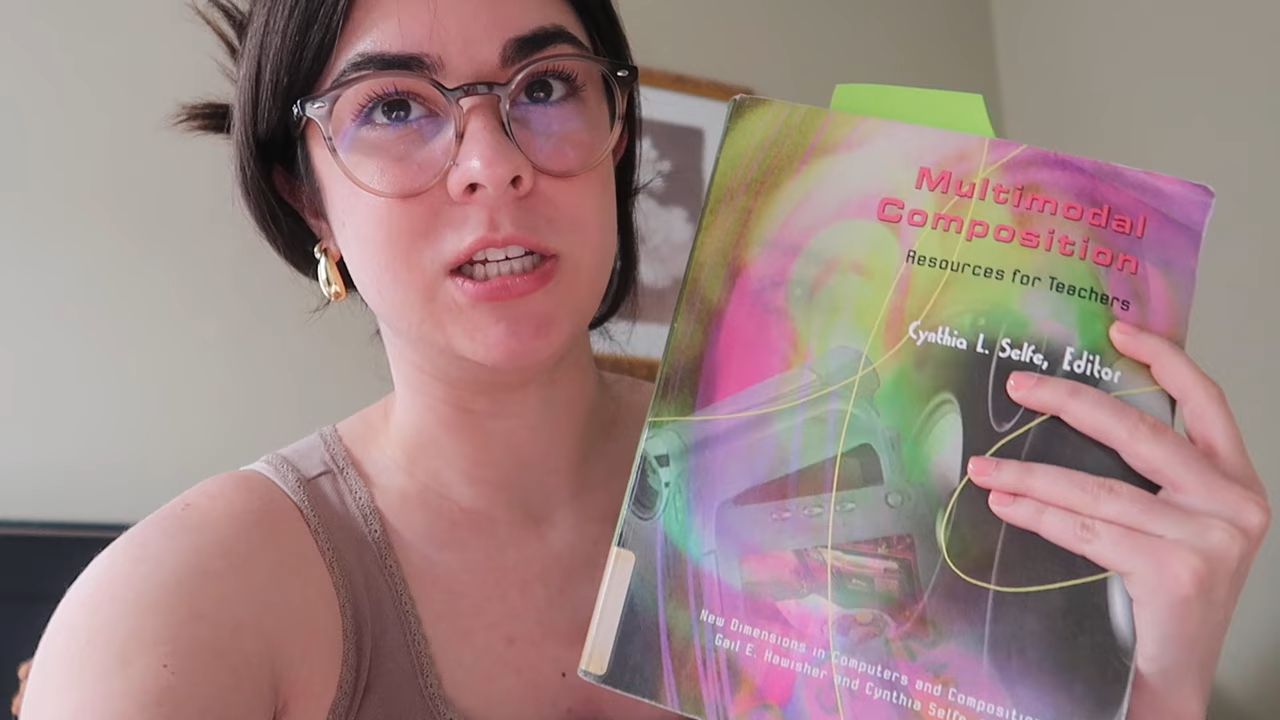 Multimodal
Composition
Resources for Teachers
Cynthia L. Selfe, Editor
New Dimensions in Computers and Composition
Gail E. Hawisher and Cynthia Selfe,